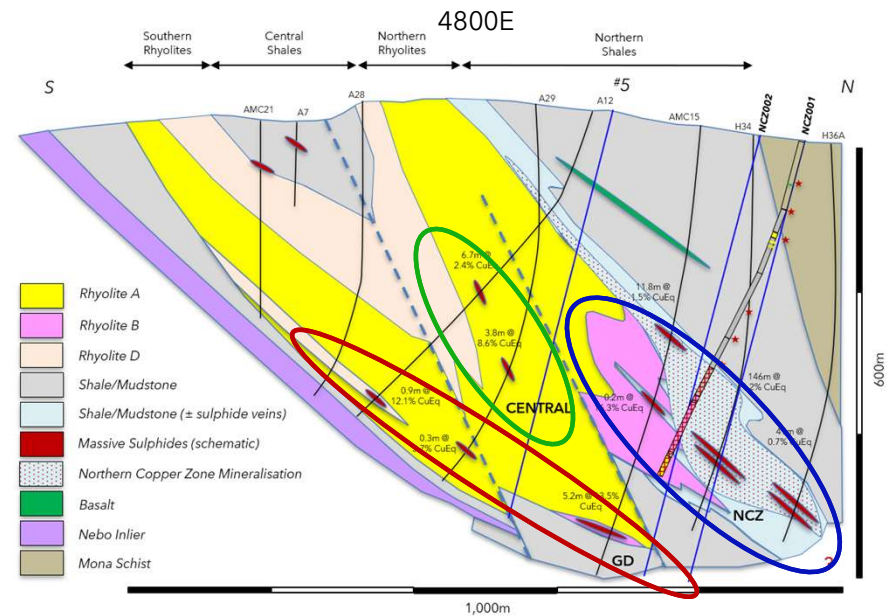 4800E
Southern
Rhyolites
Central
Shales
Northern
Rhyolites
Northern
Shales
S
#5
N
AMC21
A7
A28
A29
A12
AMC15
H34
NCZ002
NCZ001
H36A
6.7m @
2.4% CuEq
11.8m @
1.5% CuEq
3.8m @
8.6% CuEq
0.9m @
12.1% CuEq
0.2m @
146m @
CENTRAL
0.7% CuEq
0.3m @
5.2m @
CuEq
NCZ
GD
Rhyolite A
Rhyolite B
Rhyolite D
Shale/Mudstone
Shale/Mudstone (± sulphide veins)
Massive Sulphides (schematic)
Northern Copper Zone Mineralisation
Basalt
Nebo Inlier
Mona Schist
600m
1,000m